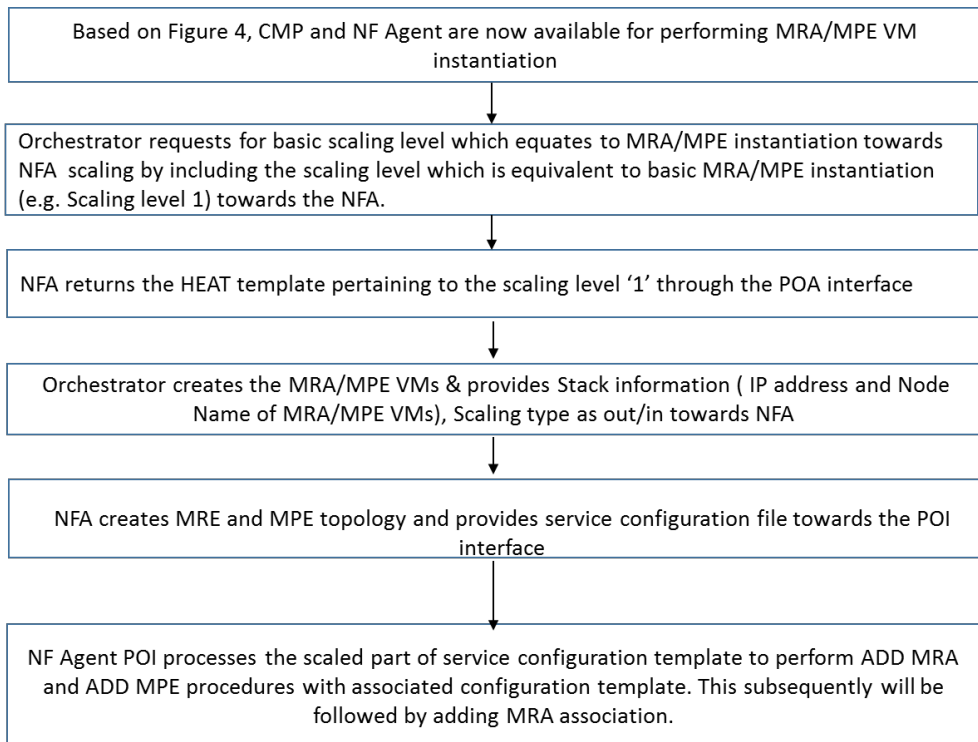 Based on Figure 4, CMP and NF Agent are now available for performing MRA/MPE VM
instantiation
Orchestrator requests for basic scaling level which equates to MRA/MPE instantiation towards
NFA scaling by including the scaling level which is equivalent to basic MRA/MPE instantiation
(e.g. Scaling level 1) towards the NFA.
NFA returns the HEAT template pertaining to the scaling level ‘1’ through the POA interface
Orchestrator creates the MRA/MPE VMs & provides Stack information ( IP address and Node
Name of MRA/MPE VMs), Scaling type as out/in towards NFA
NFA creates MRE and MPE topology and provides service configuration file towards the POI
interface
NF Agent POI processes the scaled part of service configuration template to perform ADD MRA
and ADD MPE procedures with associated configuration template. This subsequently will be
followed by adding MRA association.